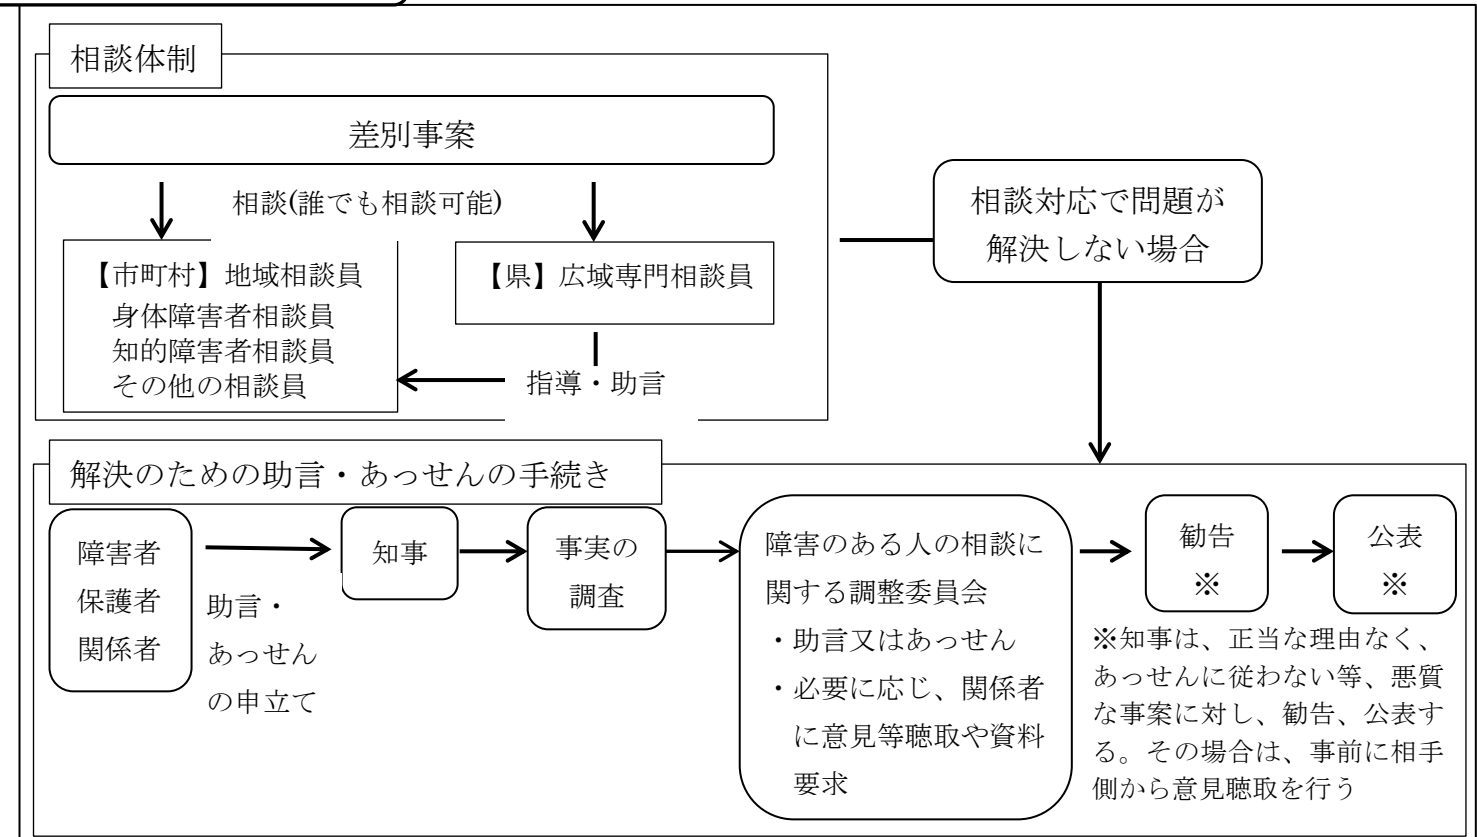 相談体制
差別事案
相談(誰でも相談可能)
【市町村】地域相談員
身体障害者相談員
知的障害者相談員
その他の相談員
【県】広域専門相談員
指導・助言
相談対応で問題が
解決しない場合
解決のための助言・あっせんの手続き
障害者
保護者
関係者
助言・
あっせん
の申立て
知事
事実の
調査
障害のある人の相談に
関する調整委員会
・助言又はあっせん
・必要に応じ、関係者
に意見等聴取や資料
要求
勧告
※
公表
※
※知事は、正当な理由なく、
あっせんに従わない等、悪質
な事案に対し、勧告、公表す
る。その場合は、事前に相手
側から意見聴取を行う